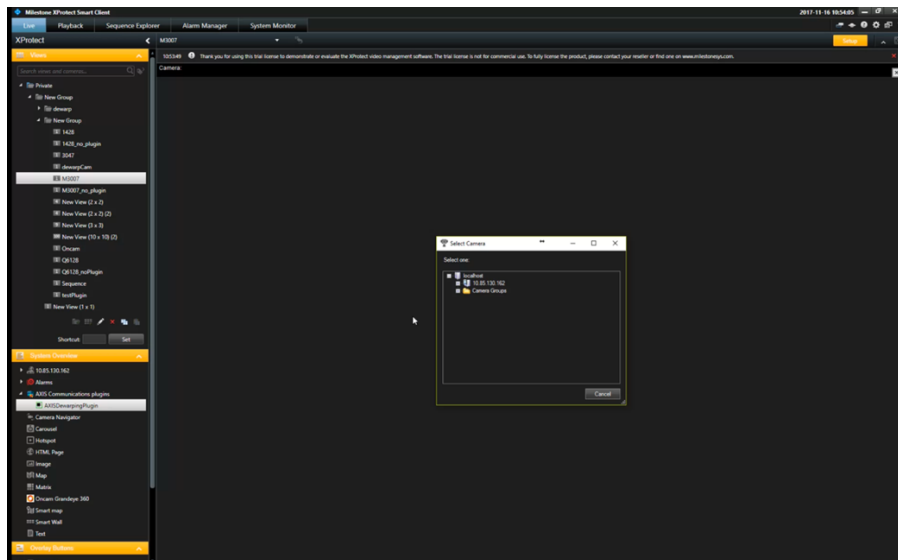 Milestone XProtect Smart Client
2017-11-16 10:54:05
Live Playback Sequence Explorer Alarm Manager System Monitor
XProtect
M3007
Setup
Views
10:53:49 Thank you for using this trial license to demonstrate or evaluate the XProtect video management software. The trial license is not for commercial use. To fully license the product, please contact your reseller or find one on www.milestonesys.com.
Camera:
Search views and cameras...
Private
New Group
dewarp
New Group
1428
1428_no_plugin
3047
dewarpCam
M3007
M3007_no_plugin
New View (2 x 2)
New View (2 x 2) (2)
New View (3 x 3)
New View (10 x 10) (2)
Oncam
Q6128
Q6128_noPlugin
Sequence
testPlugin
New View (1 x 1)
Shortcut: Set
System Overview
10.85.130.162
Alarms
AXIS Communications plugins
AXISDewarpingPlugin
Camera Navigator
Carousel
Hotspot
HTML Page
Image
Map
Matrix
Oncam Grandeye 360
Smart map
Smart Wall
Text
Overlay Buttons
Select Camera
Select one:
localhost
10.85.130.162
Camera Groups
Cancel